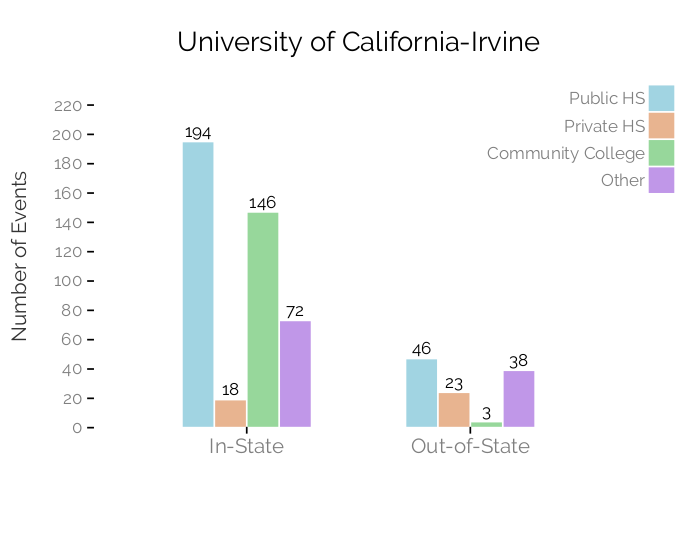 University of California-Irvine
Number of Events
220
200
180
160
140
120
100
80
60
40
20
0
Public HS
Private HS
Community College
Other
194
18
146
72
46
23
3
38
In-State
Out-of-State